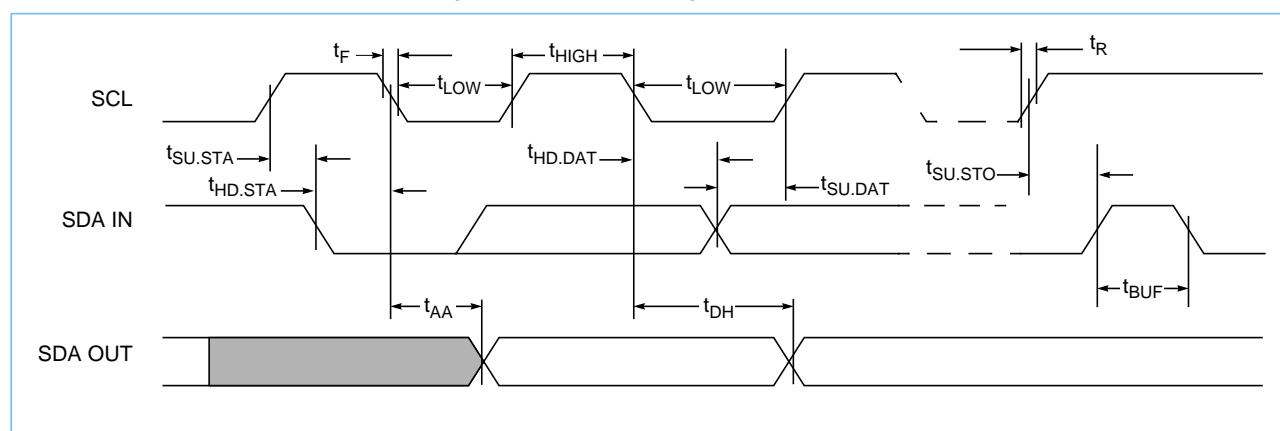 tF
tHIGH
tR
tLOW
tLOW
SCL
tSU.STA
tHD.DAT
tSU.STO
tHD.STA
tSU.DAT
SDA IN
tBUF
tAA
tDH
SDA OUT